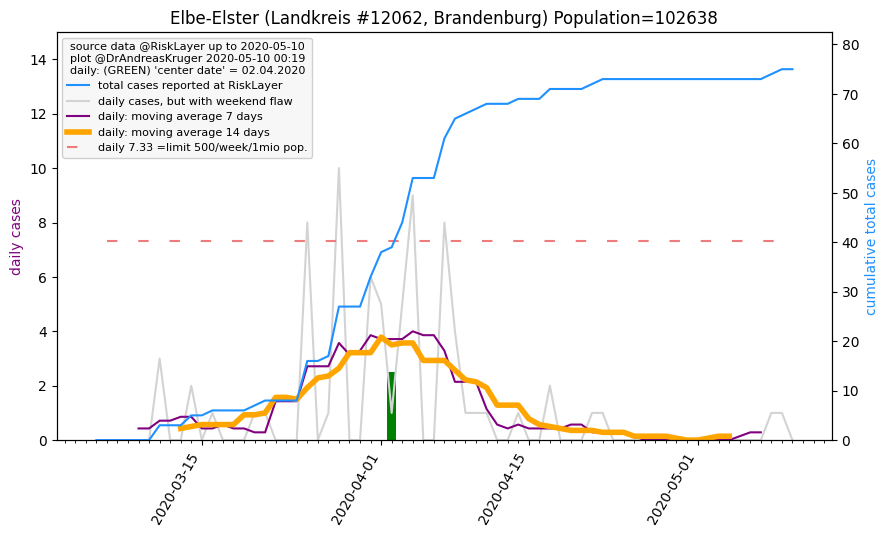 Elbe-Elster (Landkreis #12062, Brandenburg) Population=102638
source data @RiskLayer up to 2020-05-10
plot @DrAndreasKruger 2020-05-10 00:19
daily: (GREEN) 'center date' = 02.04.2020
total cases reported at RiskLayer
daily cases, but with weekend flaw
daily: moving average 7 days
daily: moving average 14 days
daily 7.33 =limit 500/week/1mio pop.
daily cases
14
12
10
8
6
4
2
0
80
70
60
50
40
30
20
10
0
cumulative total cases
2020-03-15
2020-04-01
2020-04-15
2020-05-01